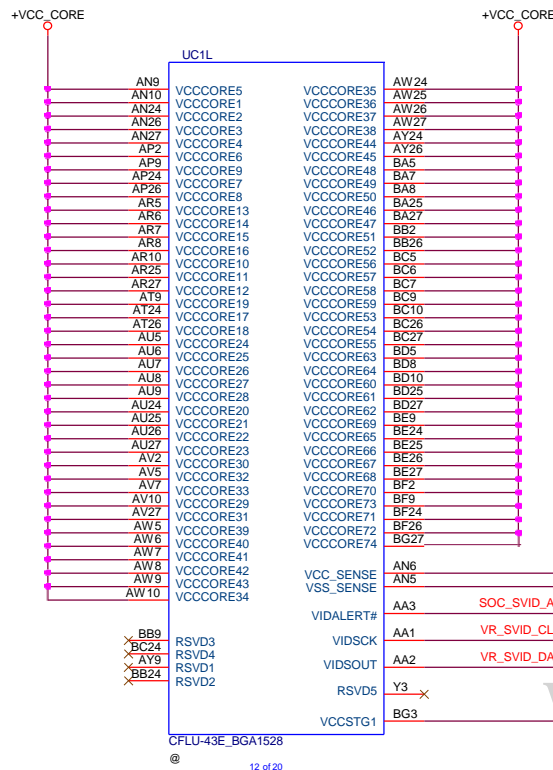 +VCC_CORE +VCC_CORE
UC1L
AN9 VCCCORE5 VCCCORE35 AW24
AN10 VCCCORE1 VCCCORE36 AW25
AN24 VCCCORE2 VCCCORE37 AW26
AN26 VCCCORE3 VCCCORE38 AW27
AN27 VCCCORE4 VCCCORE44 AY24
AP2 VCCCORE6 VCCCORE45 AY26
AP9 VCCCORE9 VCCCORE48 BA5
AP24 VCCCORE7 VCCCORE49 BA7
AP26 VCCCORE8 VCCCORE50 BA8
AR5 VCCCORE13 VCCCORE46 BA25
AR6 VCCCORE14 VCCCORE47 BA27
AR7 VCCCORE15 VCCCORE51 BB2
AR8 VCCCORE16 VCCCORE52 BB26
AR10 VCCCORE10 VCCCORE56 BC5
AR25 VCCCORE11 VCCCORE57 BC6
AR27 VCCCORE12 VCCCORE58 BC7
AT9 VCCCORE19 VCCCORE59 BC9
AT24 VCCCORE17 VCCCORE53 BC10
AT26 VCCCORE18 VCCCORE54 BC26
AU5 VCCCORE24 VCCCORE55 BC27
AU6 VCCCORE25 VCCCORE63 BD5
AU7 VCCCORE26 VCCCORE64 BD8
AU8 VCCCORE27 VCCCORE60 BD10
AU9 VCCCORE28 VCCCORE61 BD25
AU24 VCCCORE20 VCCCORE62 BD27
AU25 VCCCORE21 VCCCORE69 BE9
AU26 VCCCORE22 VCCCORE65 BE24
AU27 VCCCORE23 VCCCORE66 BE25
AV2 VCCCORE30 VCCCORE67 BE26
AV5 VCCCORE32 VCCCORE68 BE27
AV7 VCCCORE33 VCCCORE70 BF2
AV10 VCCCORE29 VCCCORE73 BF9
AV27 VCCCORE31 VCCCORE71 BF24
AW5 VCCCORE39 VCCCORE72 BF26
AW6 VCCCORE40 VCCCORE74 BG27
AW7 VCCCORE41
AW8 VCCCORE42 VCC_SENSE AN6
AW9 VCCCORE43 VSS_SENSE AN5
AW10 VCCCORE34
VIDALERT# AA3 SOC_SVID_A
BB9 RSVD3 VIDSCK AA1 VR_SVID_CL
BC24 RSVD4
AY9 RSVD1 VIDSOUT AA2 VR_SVID_DA
BB24 RSVD2
RSVD5 Y3
VCCSTG1 BG3
CFLU-43E_BGA1528
@
12 of 20